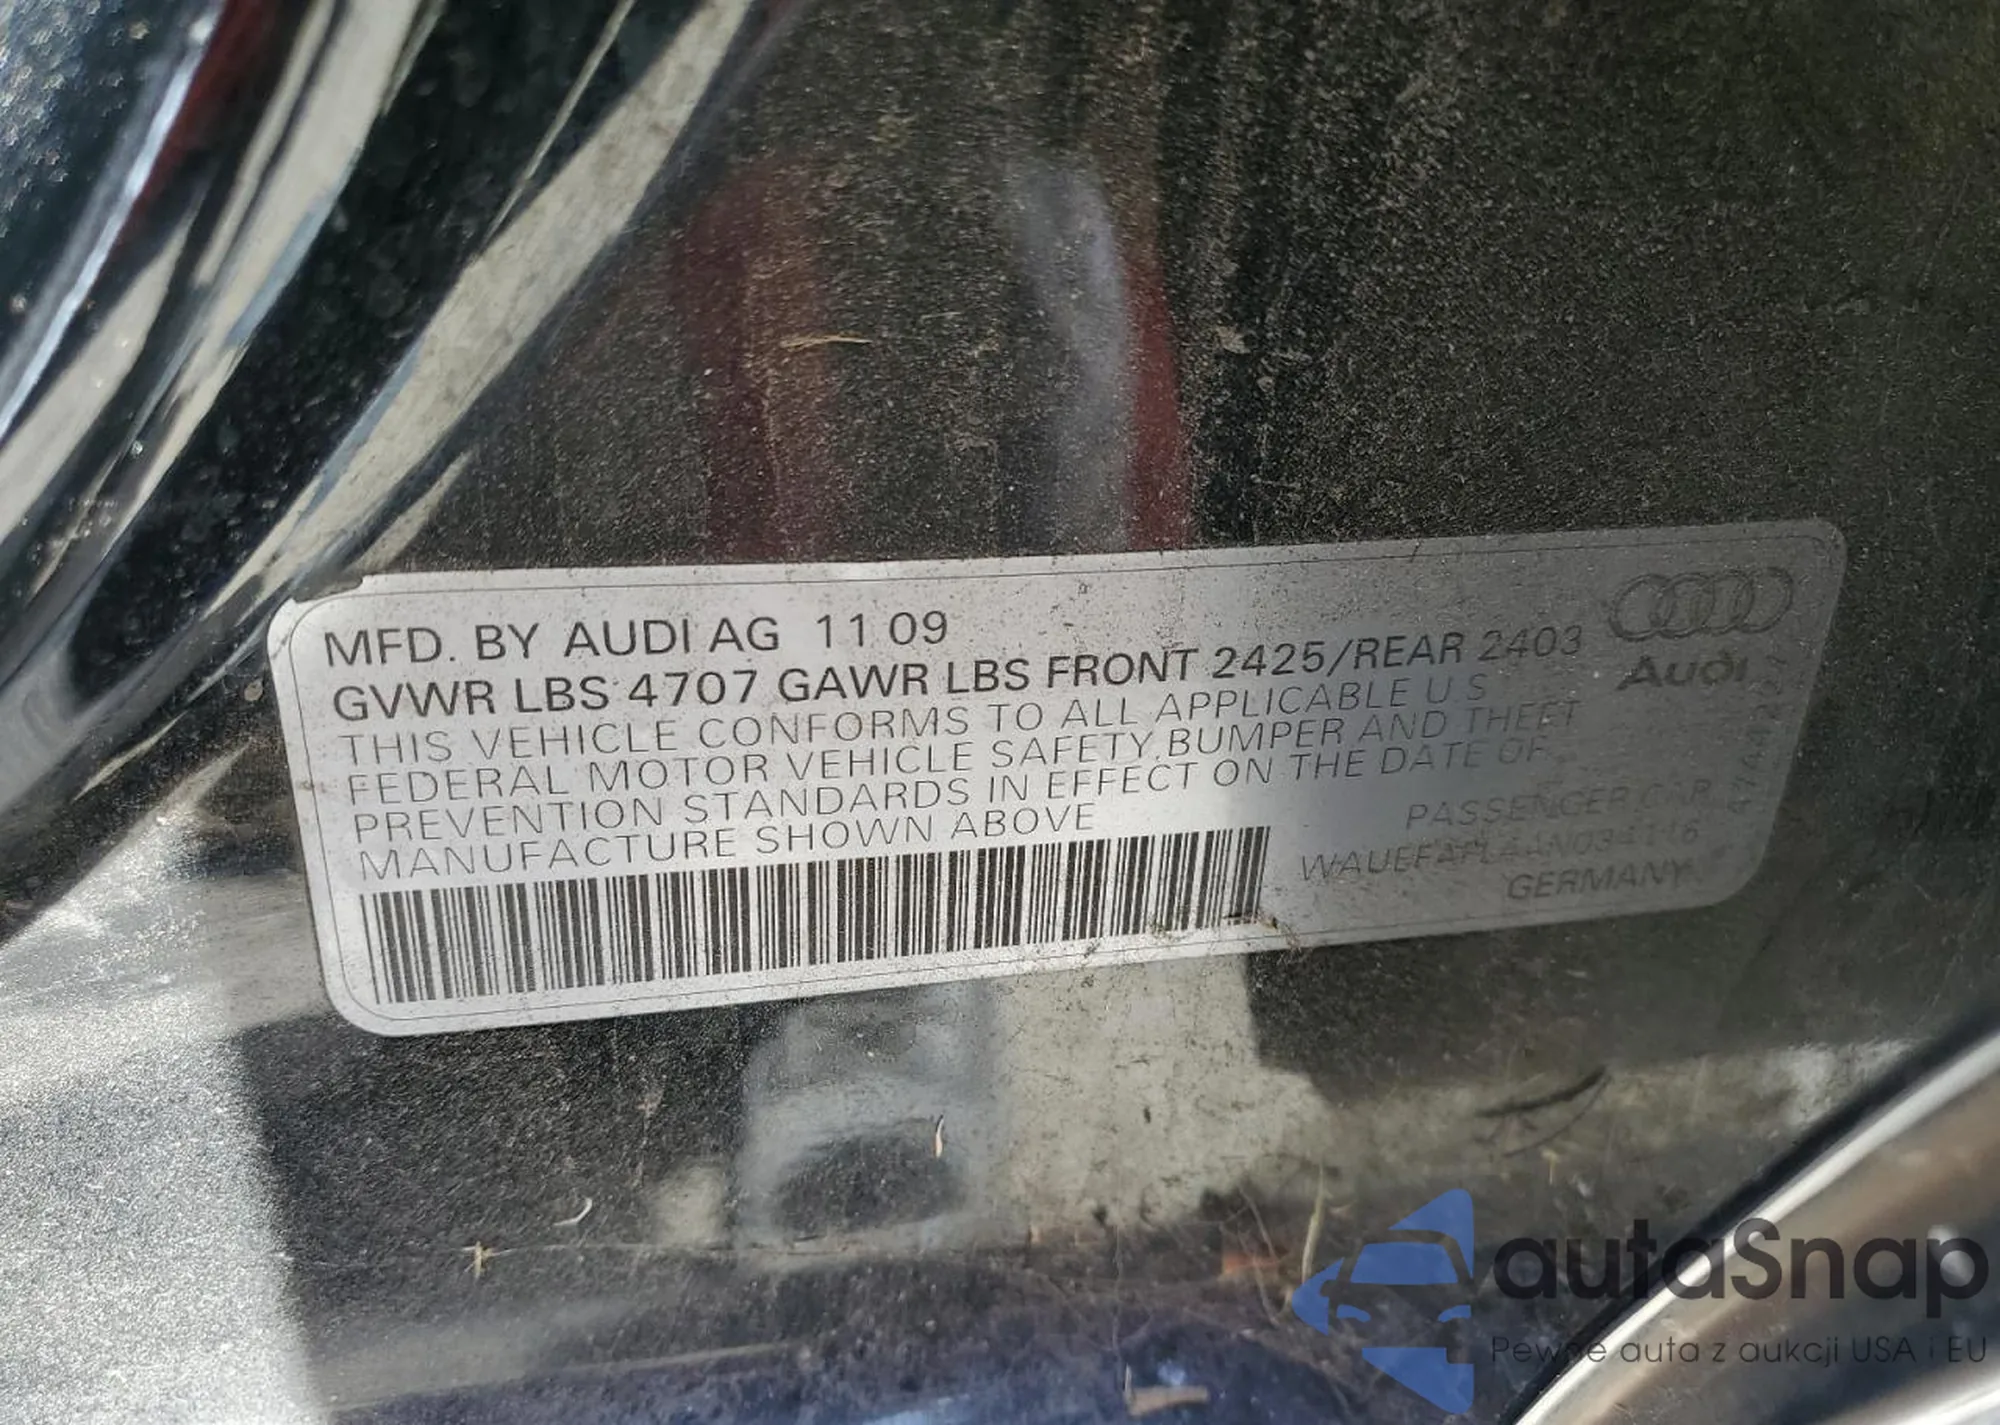 MFD. BY AUDI AG 11 09
GVWR LBS 4707 GAWR LBS FRONT 2425/REAR 2403
THIS VEHICLE CONFORMS TO ALL APPLICABLE U S
FEDERAL MOTOR VEHICLE SAFETY, BUMPER AND THEFT
PREVENTION STANDARDS IN EFFECT ON THE DATE OF
MANUFACTURE SHOWN ABOVE
Audi
PASSENGER CAR
GERMANY
autaSnap
Pewne auta z aukcji USA i EU